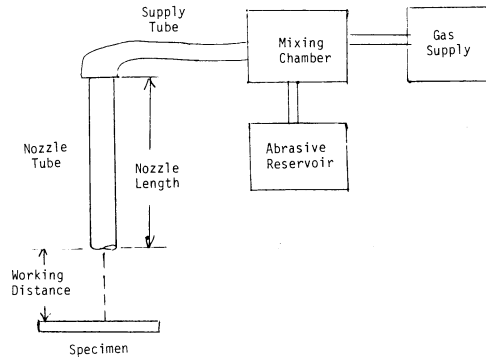 Supply
Tube
Mixing
Chamber
Gas
Supply
Abrasive
Reservoir
Nozzle
Tube
Nozzle
Length
Working
Distance
Specimen